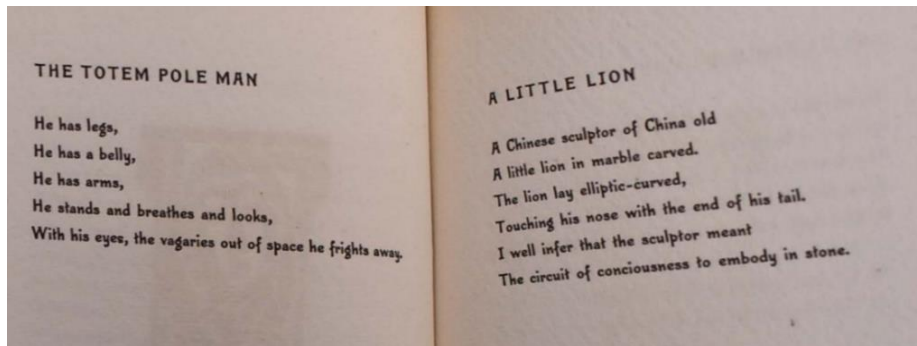 THE TOTEM POLE MAN
He has legs,
He has a belly,
He has arms,
He stands and breathes and looks,
With his eyes, the vagaries out of space he frights away.
A LITTLE LION
A Chinese sculptor of China old
A little lion in marble carved.
The lion lay elliptic-curved,
Touching his nose with the end of his tail.
I well infer that the sculptor meant
The circuit of conciousness to embody in stone.